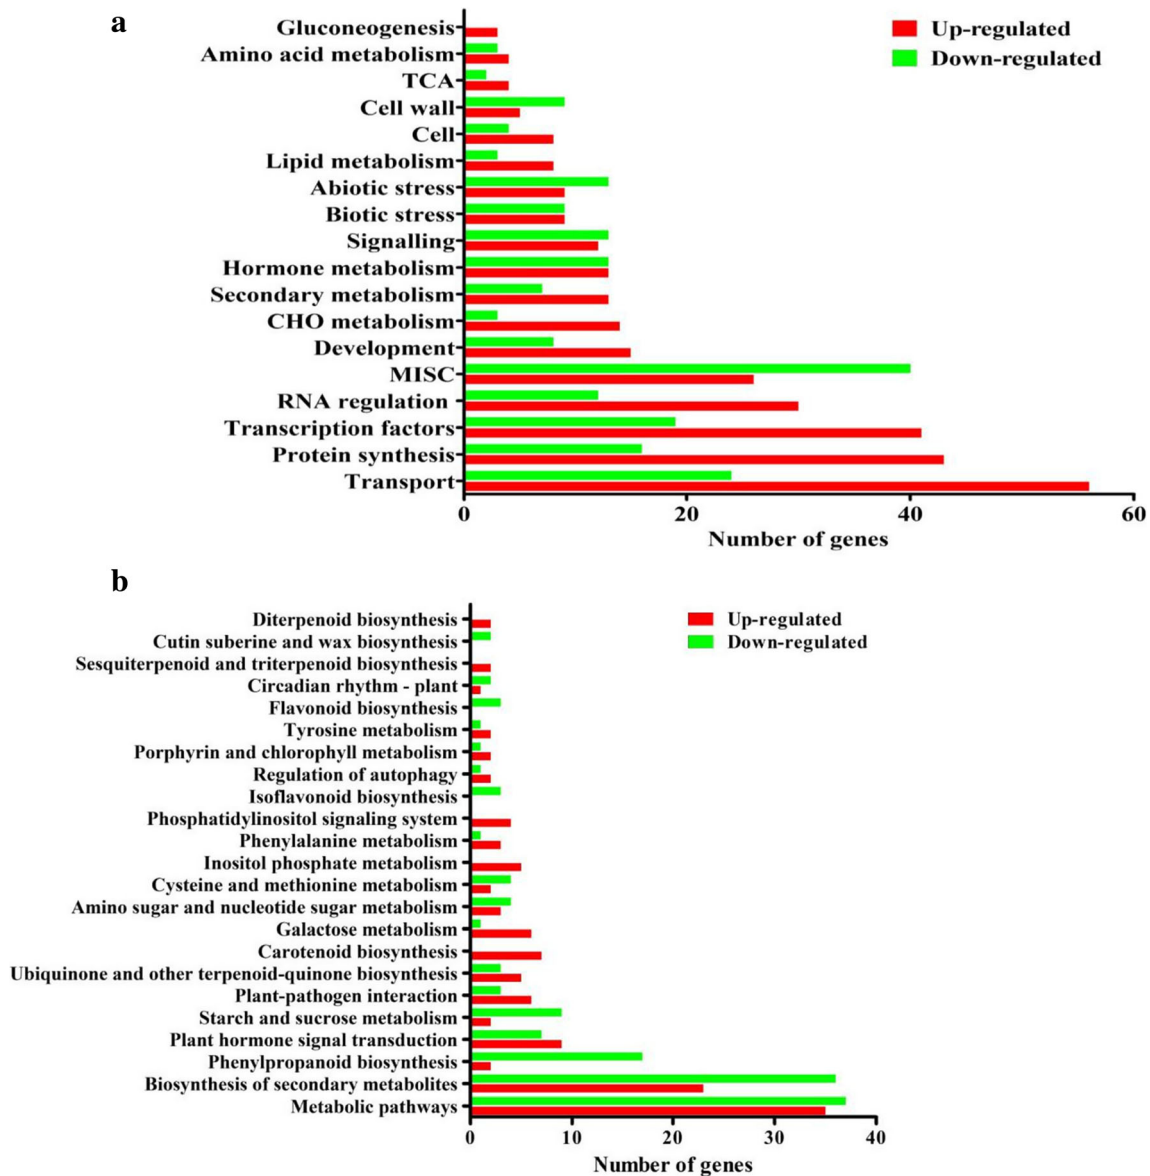 a
Up-regulated
Down-regulated
Gluconeogenesis
Amino acid metabolism
TCA
Cell wall
Cell
Lipid metabolism
Abiotic stress
Biotic stress
Signalling
Hormone metabolism
Secondary metabolism
CHO metabolism
Development
MISC
RNA regulation
Transcription factors
Protein synthesis
Transport
0 20 40 60
Number of genes
b
Up-regulated
Down-regulated
Diterpenoid biosynthesis
Cutin suberine and wax biosynthesis
Sesquiterpenoid and triterpenoid biosynthesis
Circadian rhythm - plant
Flavonoid biosynthesis
Tyrosine metabolism
Porphyrin and chlorophyll metabolism
Regulation of autophagy
Isoflavonoid biosynthesis
Phosphatidylinositol signaling system
Phenylalanine metabolism
Inositol phosphate metabolism
Cysteine and methionine metabolism
Amino sugar and nucleotide sugar metabolism
Galactose metabolism
Carotenoid biosynthesis
Ubiquinone and other terpenoid-quinone biosynthesis
Plant-pathogen interaction
Starch and sucrose metabolism
Plant hormone signal transduction
Phenylpropanoid biosynthesis
Biosynthesis of secondary metabolites
Metabolic pathways
0 10 20 30 40
Number of genes